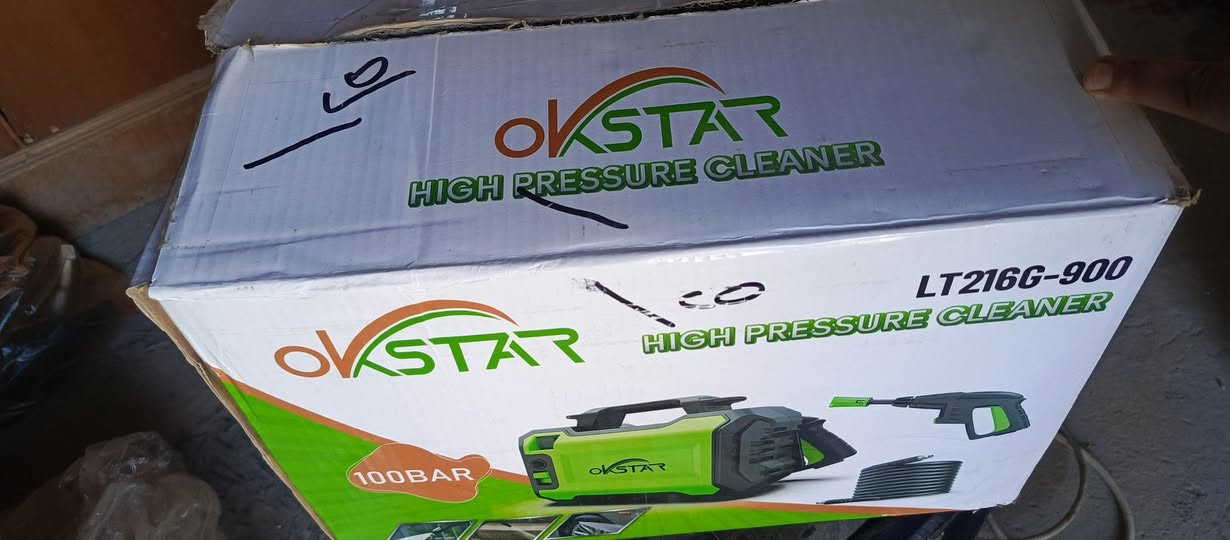 OKSTAR
HIGH PRESSURE CLEANER
LT216G-900
OKSTAR
HIGH PRESSURE CLEANER
100BAR
OKSTAR